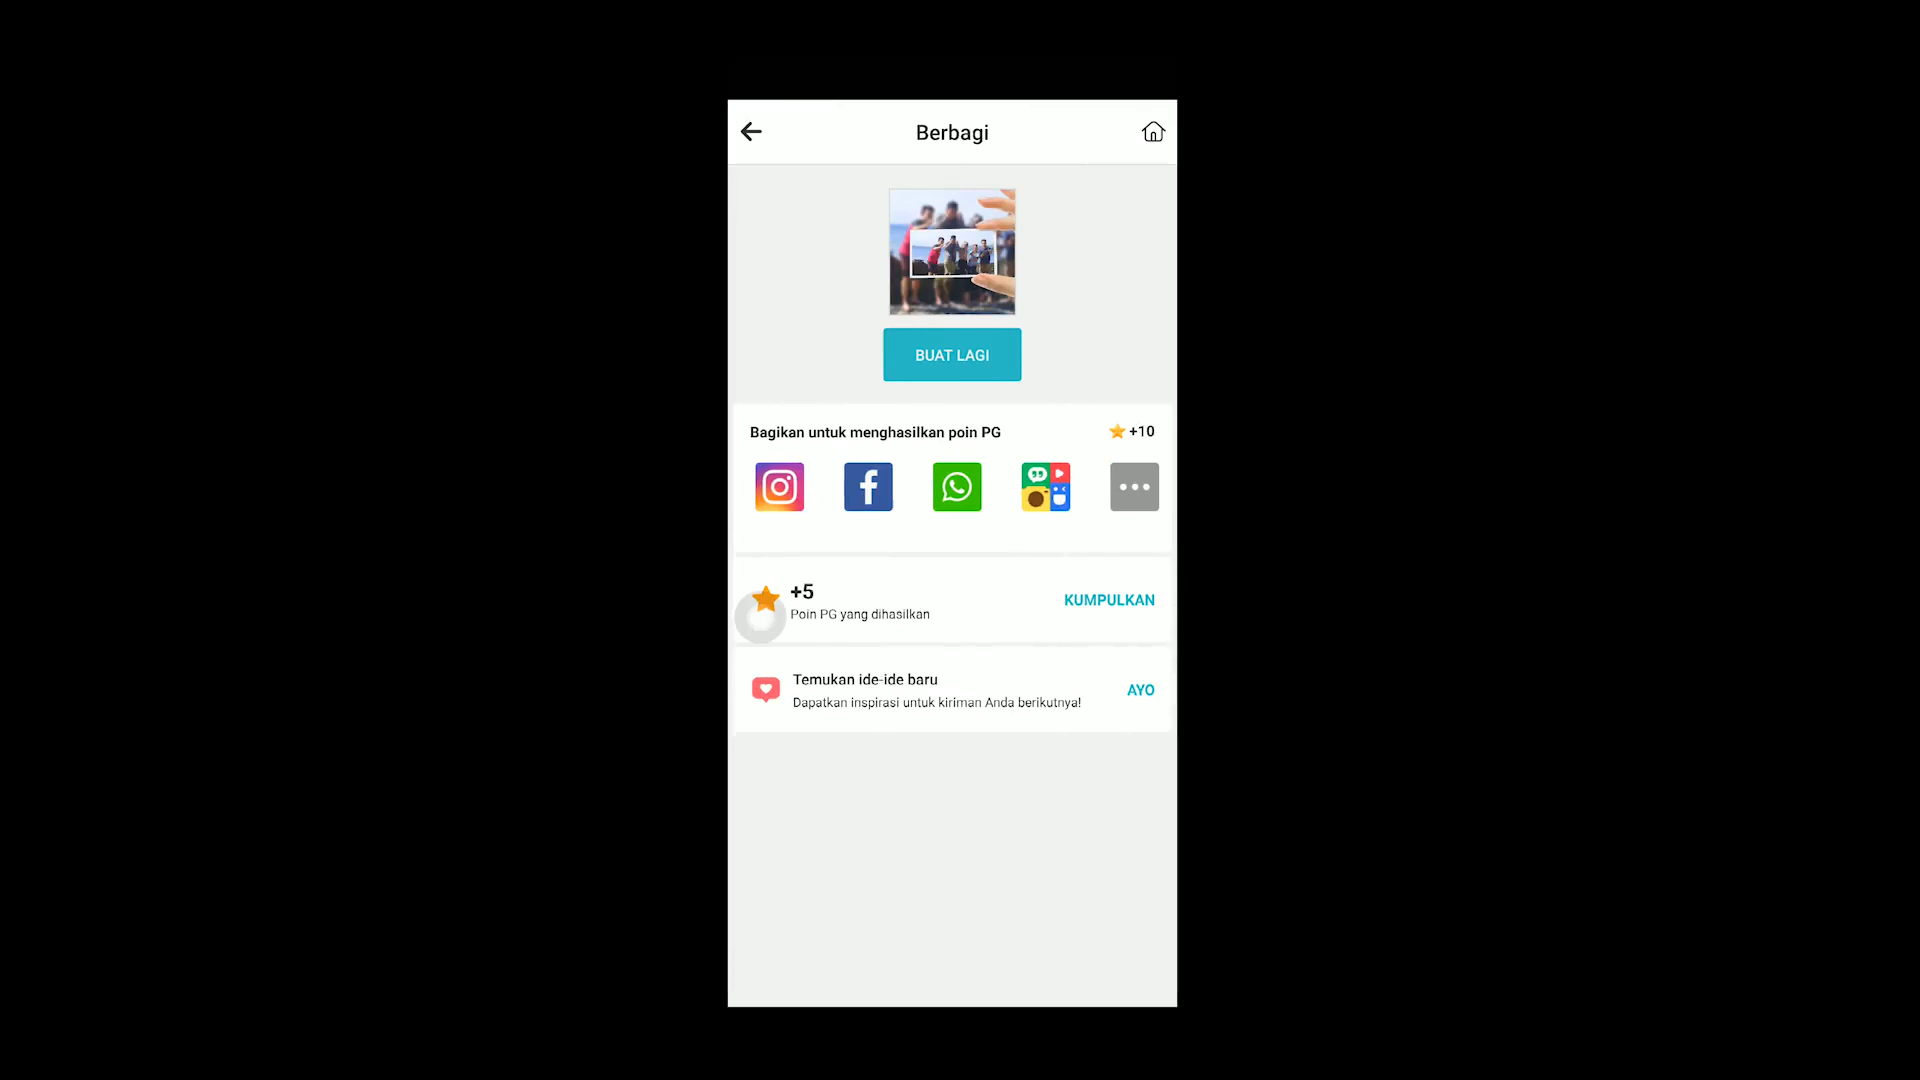 Berbagi
BUAT LAGI
Bagikan untuk menghasilkan poin PG
+10
+5
Poin PG yang dihasilkan
KUMPULKAN
Temukan ide-ide baru
Dapatkan inspirasi untuk kiriman Anda berikutnya!
AYO